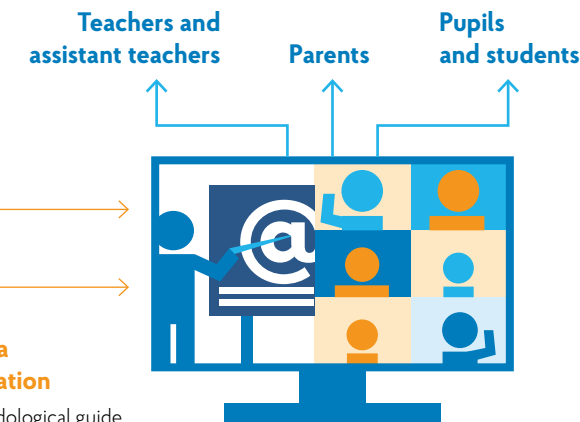 Teachers and
assistant teachers
Parents
Pupils
and students
@
a
ation
dological guide